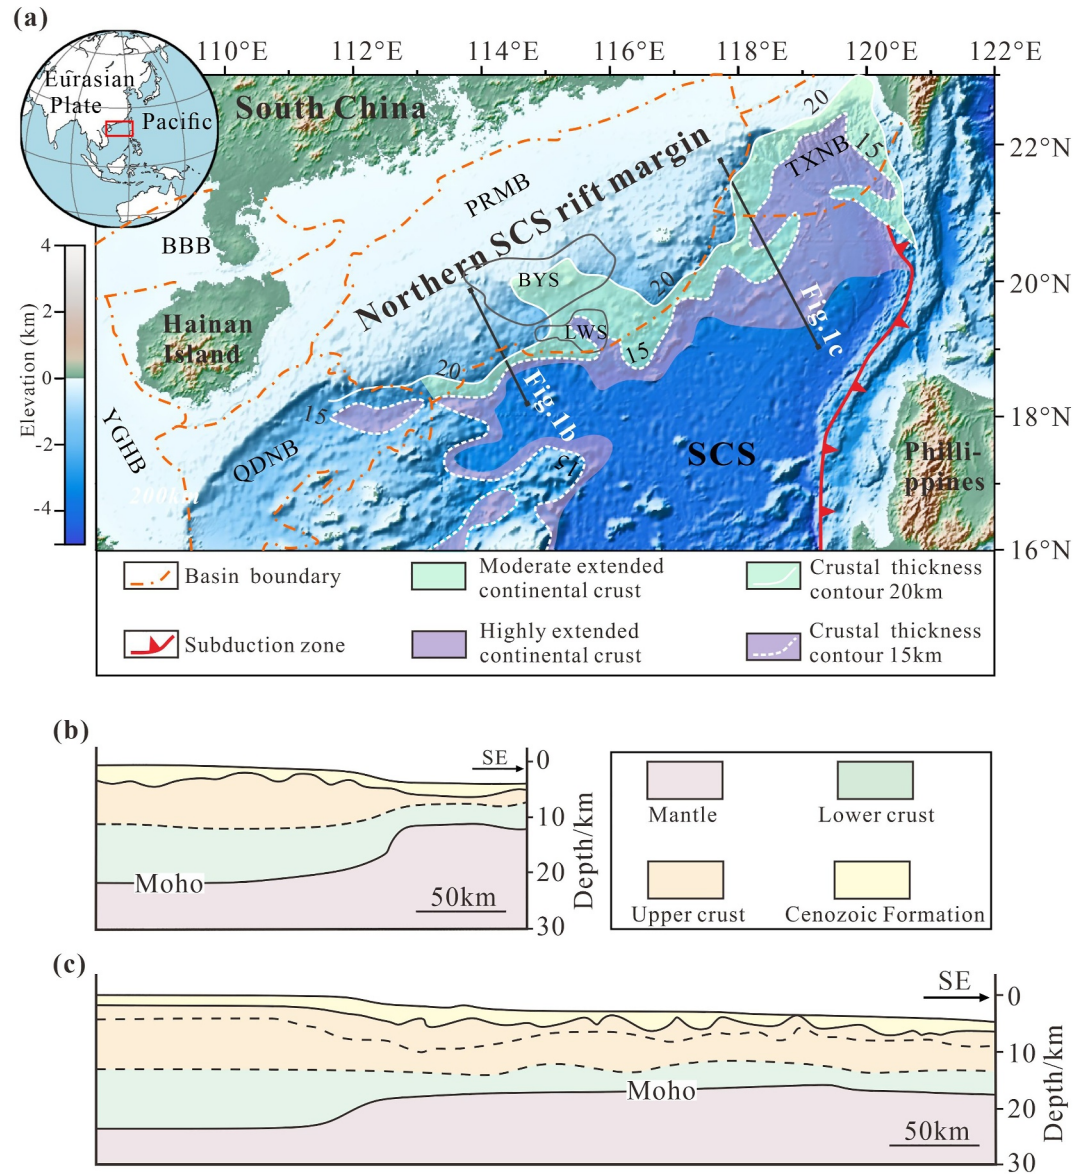 (a)
110°E 112°E 114°E 116°E 118°E 120°E 122°E
Eurasian
Plate
Pacific
South China
20
TXNB
15
22°N
PRMB
Northern SCS rift margin
BBB
4
2
0
-2
-4
Elevation (km)
BYS
20
20°N
Fig.1c
Hainan
Island
LWS
15
20
Fig.1b
15
18°N
YGHB
QDNB
SCS
15
Philli-
ppines
200km
16°N
Basin boundary
Moderate extended
continental crust
Crustal thickness
contour 20km
Subduction zone
Highly extended
continental crust
Crustal thickness
contour 15km
(b)
SE
0
10
20
30
Depth/km
Moho
50km
Mantle
Lower crust
Upper crust
Cenozoic Formation
(c)
SE
0
10
20
30
Depth/km
Moho
50km